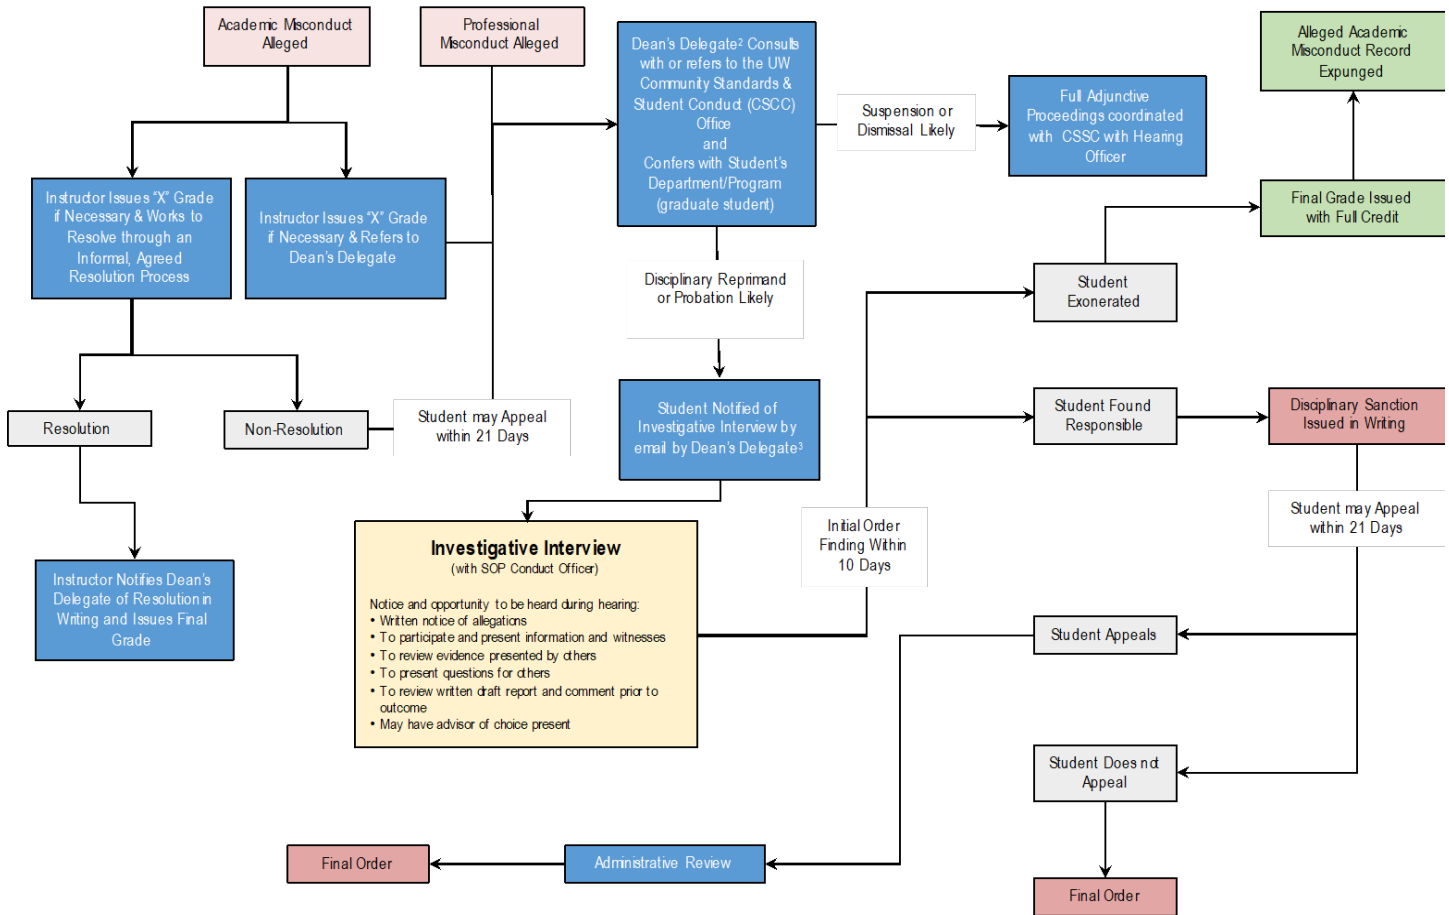 Academic Misconduct
Alleged
Professional
Misconduct Alleged
Dean's Delegate² Consults
with or refers to the UW
Community Standards &
Student Conduct (CSCC)
Office
and
Confers with Student's
Department/Program
(graduate student)
Suspension or
Dismissal Likely
Full Adjunctive
Proceedings coordinated
with CSSC with Hearing
Officer
Alleged Academic
Misconduct Record
Expunged
Instructor Issues “X” Grade
if Necessary & Works to
Resolve through an
Informal, Agreed
Resolution Process
Instructor Issues “X” Grade
if Necessary & Refers to
Dean's Delegate
Final Grade Issued
with Full Credit
Disciplinary Reprimand
or Probation Likely
Student
Exonerated
Resolution
Non-Resolution
Student may Appeal
within 21 Days
Student Notified of
Investigative Interview by
email by Dean's Delegate³
Student Found
Responsible
Disciplinary Sanction
Issued in Writing
Initial Order
Finding Within
10 Days
Student may Appeal
within 21 Days
Instructor Notifies Dean's
Delegate of Resolution in
Writing and Issues Final
Grade
Investigative Interview
(with SOP Conduct Officer)
Notice and opportunity to be heard during hearing:
• Written notice of allegations
• To participate and present information and witnesses
• To review evidence presented by others
• To present questions for others
• To review written draft report and comment prior to
outcome
• May have advisor of choice present
Student Appeals
Student Does not
Appeal
Final Order
Administrative Review
Final Order